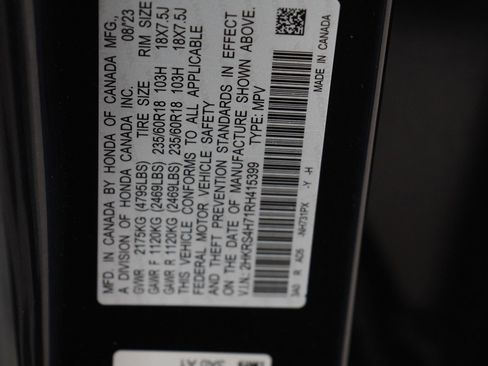 MFD. IN CANADA BY HONDA OF CANADA MFG.,
A DIVISION OF HONDA CANADA INC. 08/23
TIRE SIZE RIM SIZE
GVWR 2175KG (4795LBS)
GAWR F 1120KG (2469LBS) 235/60R18 103H 18X7.5J
GAWR R 1120KG (2469LBS) 235/60R18 103H 18X7.5J
THIS VEHICLE CONFORMS TO ALL APPLICABLE
FEDERAL MOTOR VEHICLE SAFETY
AND THEFT PREVENTION STANDARDS IN EFFECT
ON THE DATE OF MANUFACTURE SHOWN ABOVE.
V.I.N.: 2HKRS4H71RH415399 TYPE: MPV
3A0 R AD5 -NH731PX -Y -H
MADE IN CANADA